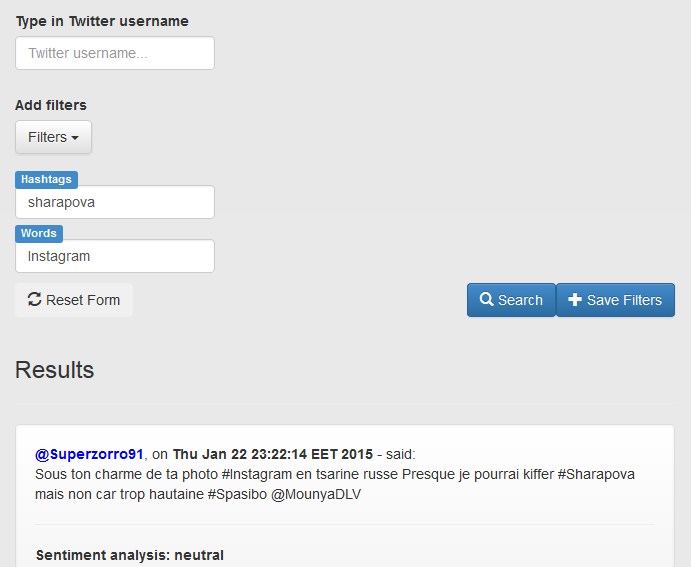 Type in Twitter username
Twitter username...
Add filters
Filters
Hashtags
sharapova
Words
Instagram
Reset Form
Search Save Filters
Results
@Superzorro91, on Thu Jan 22 23:22:14 EET 2015 - said:
Sous ton charme de ta photo #Instagram en tsarine russe Presque je pourrai kiffer #Sharapova
mais non car trop hautaine #Spasibo @MounyaDLV
Sentiment analysis: neutral